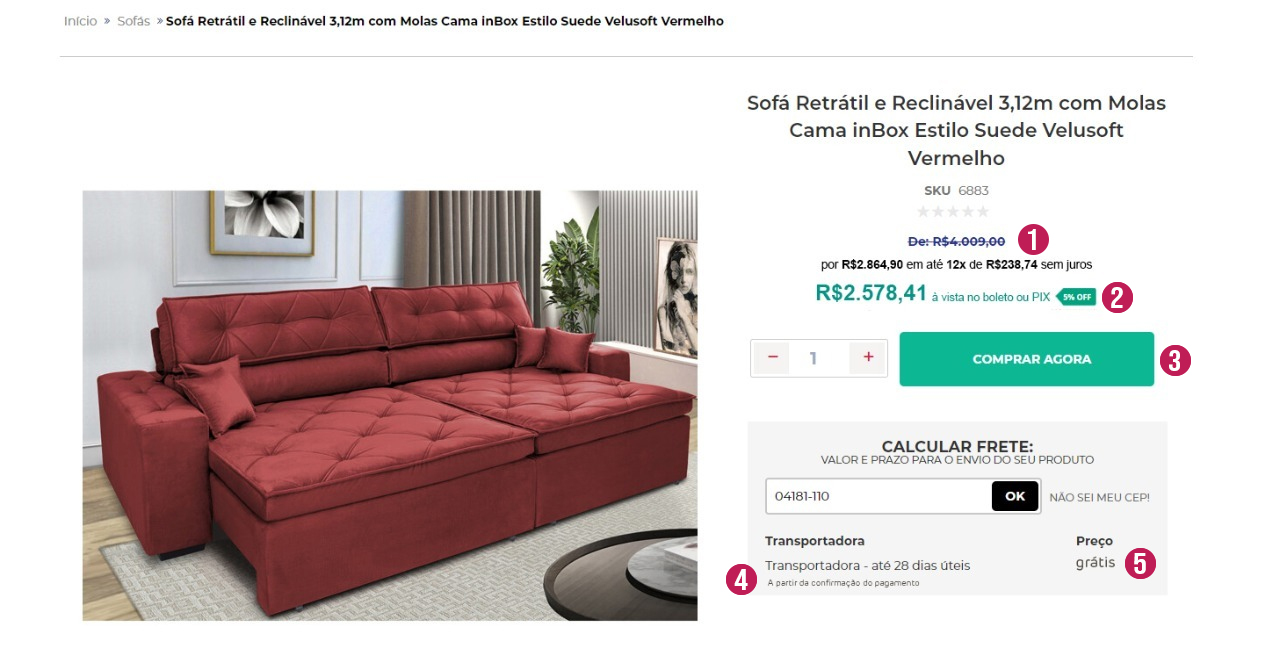 Início » Sofás » Sofá Retrátil e Reclinável 3,12m com Molas Cama inBox Estilo Suede Velusoft Vermelho
Sofá Retrátil e Reclinável 3,12m com Molas
Cama inBox Estilo Suede Velusoft
Vermelho
SKU 6883
De: R$4.009,00 1
por R$2.864,90 em até 12x de R$238,74 sem juros
R$2.578,41 à vista no boleto ou PIX 5% OFF 2
− 1 + COMPRAR AGORA 3
CALCULAR FRETE:
VALOR E PRAZO PARA O ENVIO DO SEU PRODUTO
04181-110 OK NÃO SEI MEU CEP!
Transportadora Preço
Transportadora - até 28 dias úteis grátis 5
4 A partir da confirmação do pagamento